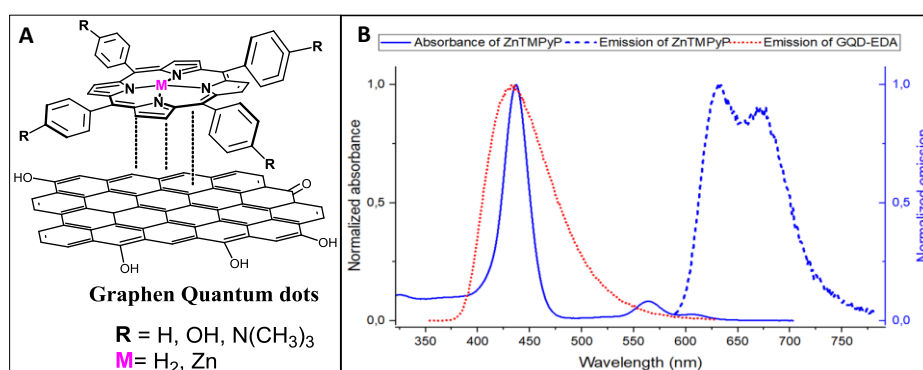 A
R
R
N
N
M
N
N
R
R
HO
O
OH
OH
OH
Graphen Quantum dots
R = H, OH, N(CH₃)₃
M= H₂, Zn
B
Absorbance of ZnTMPyP Emission of ZnTMPyP Emission of GQD-EDA
1,0
0,5
0,0
Normalized absorbance
1,0
0,5
0,0
Normalized emission
350 400 450 500 550 600 650 700 750
Wavelength (nm)